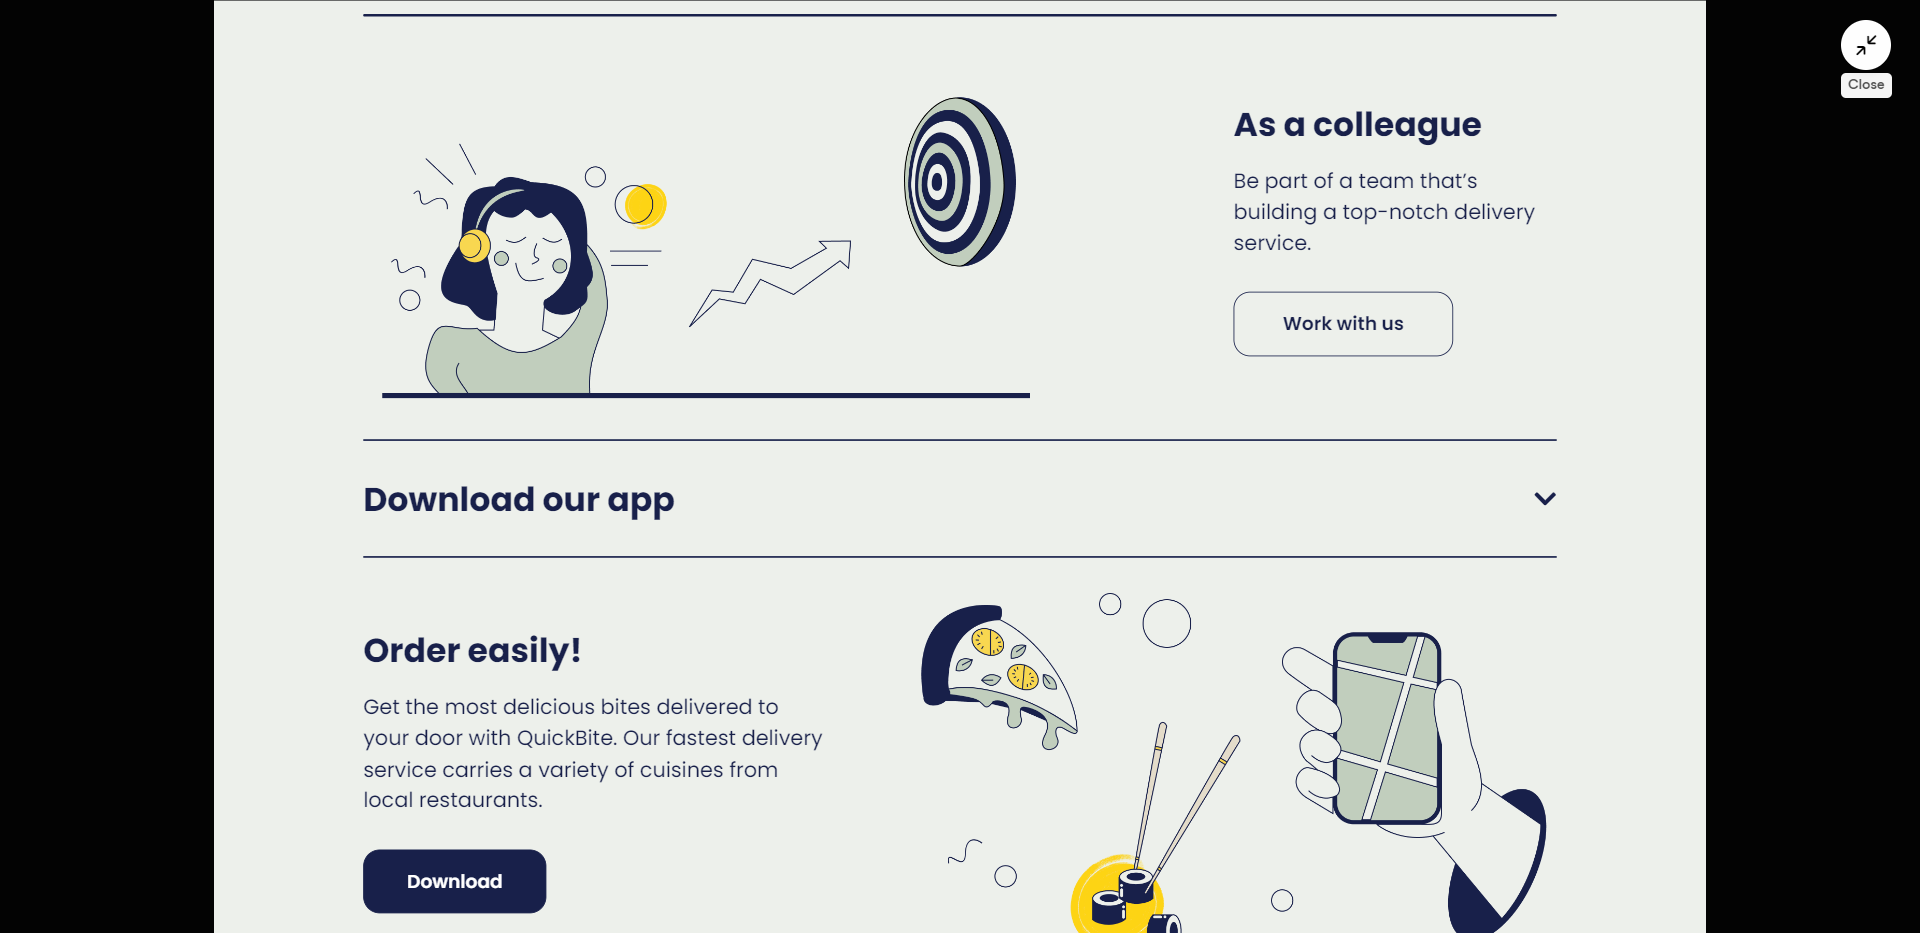 Close
As a colleague
Be part of a team that’s
building a top-notch delivery
service.
Work with us
Download our app
Order easily!
Get the most delicious bites delivered to
your door with QuickBite. Our fastest delivery
service carries a variety of cuisines from
local restaurants.
Download